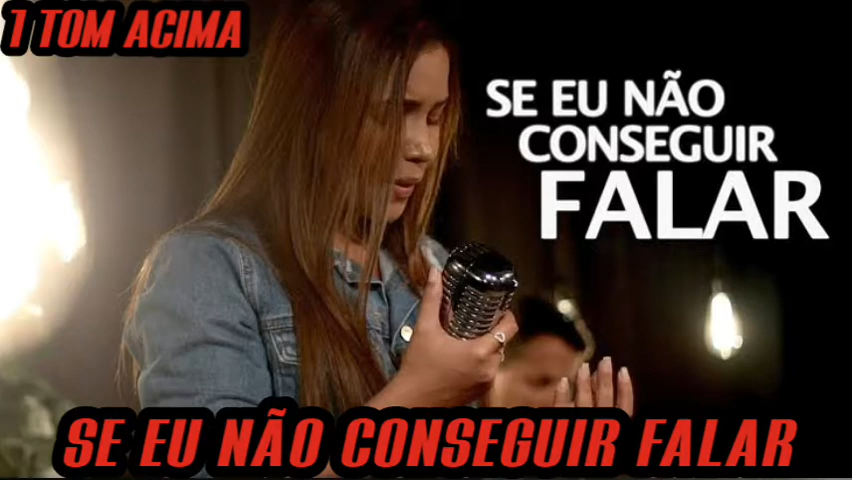 1 TOM ACIMA
SE EU NÃO
CONSEGUIR
FALAR
SE EU NÃO CONSEGUIR FALAR